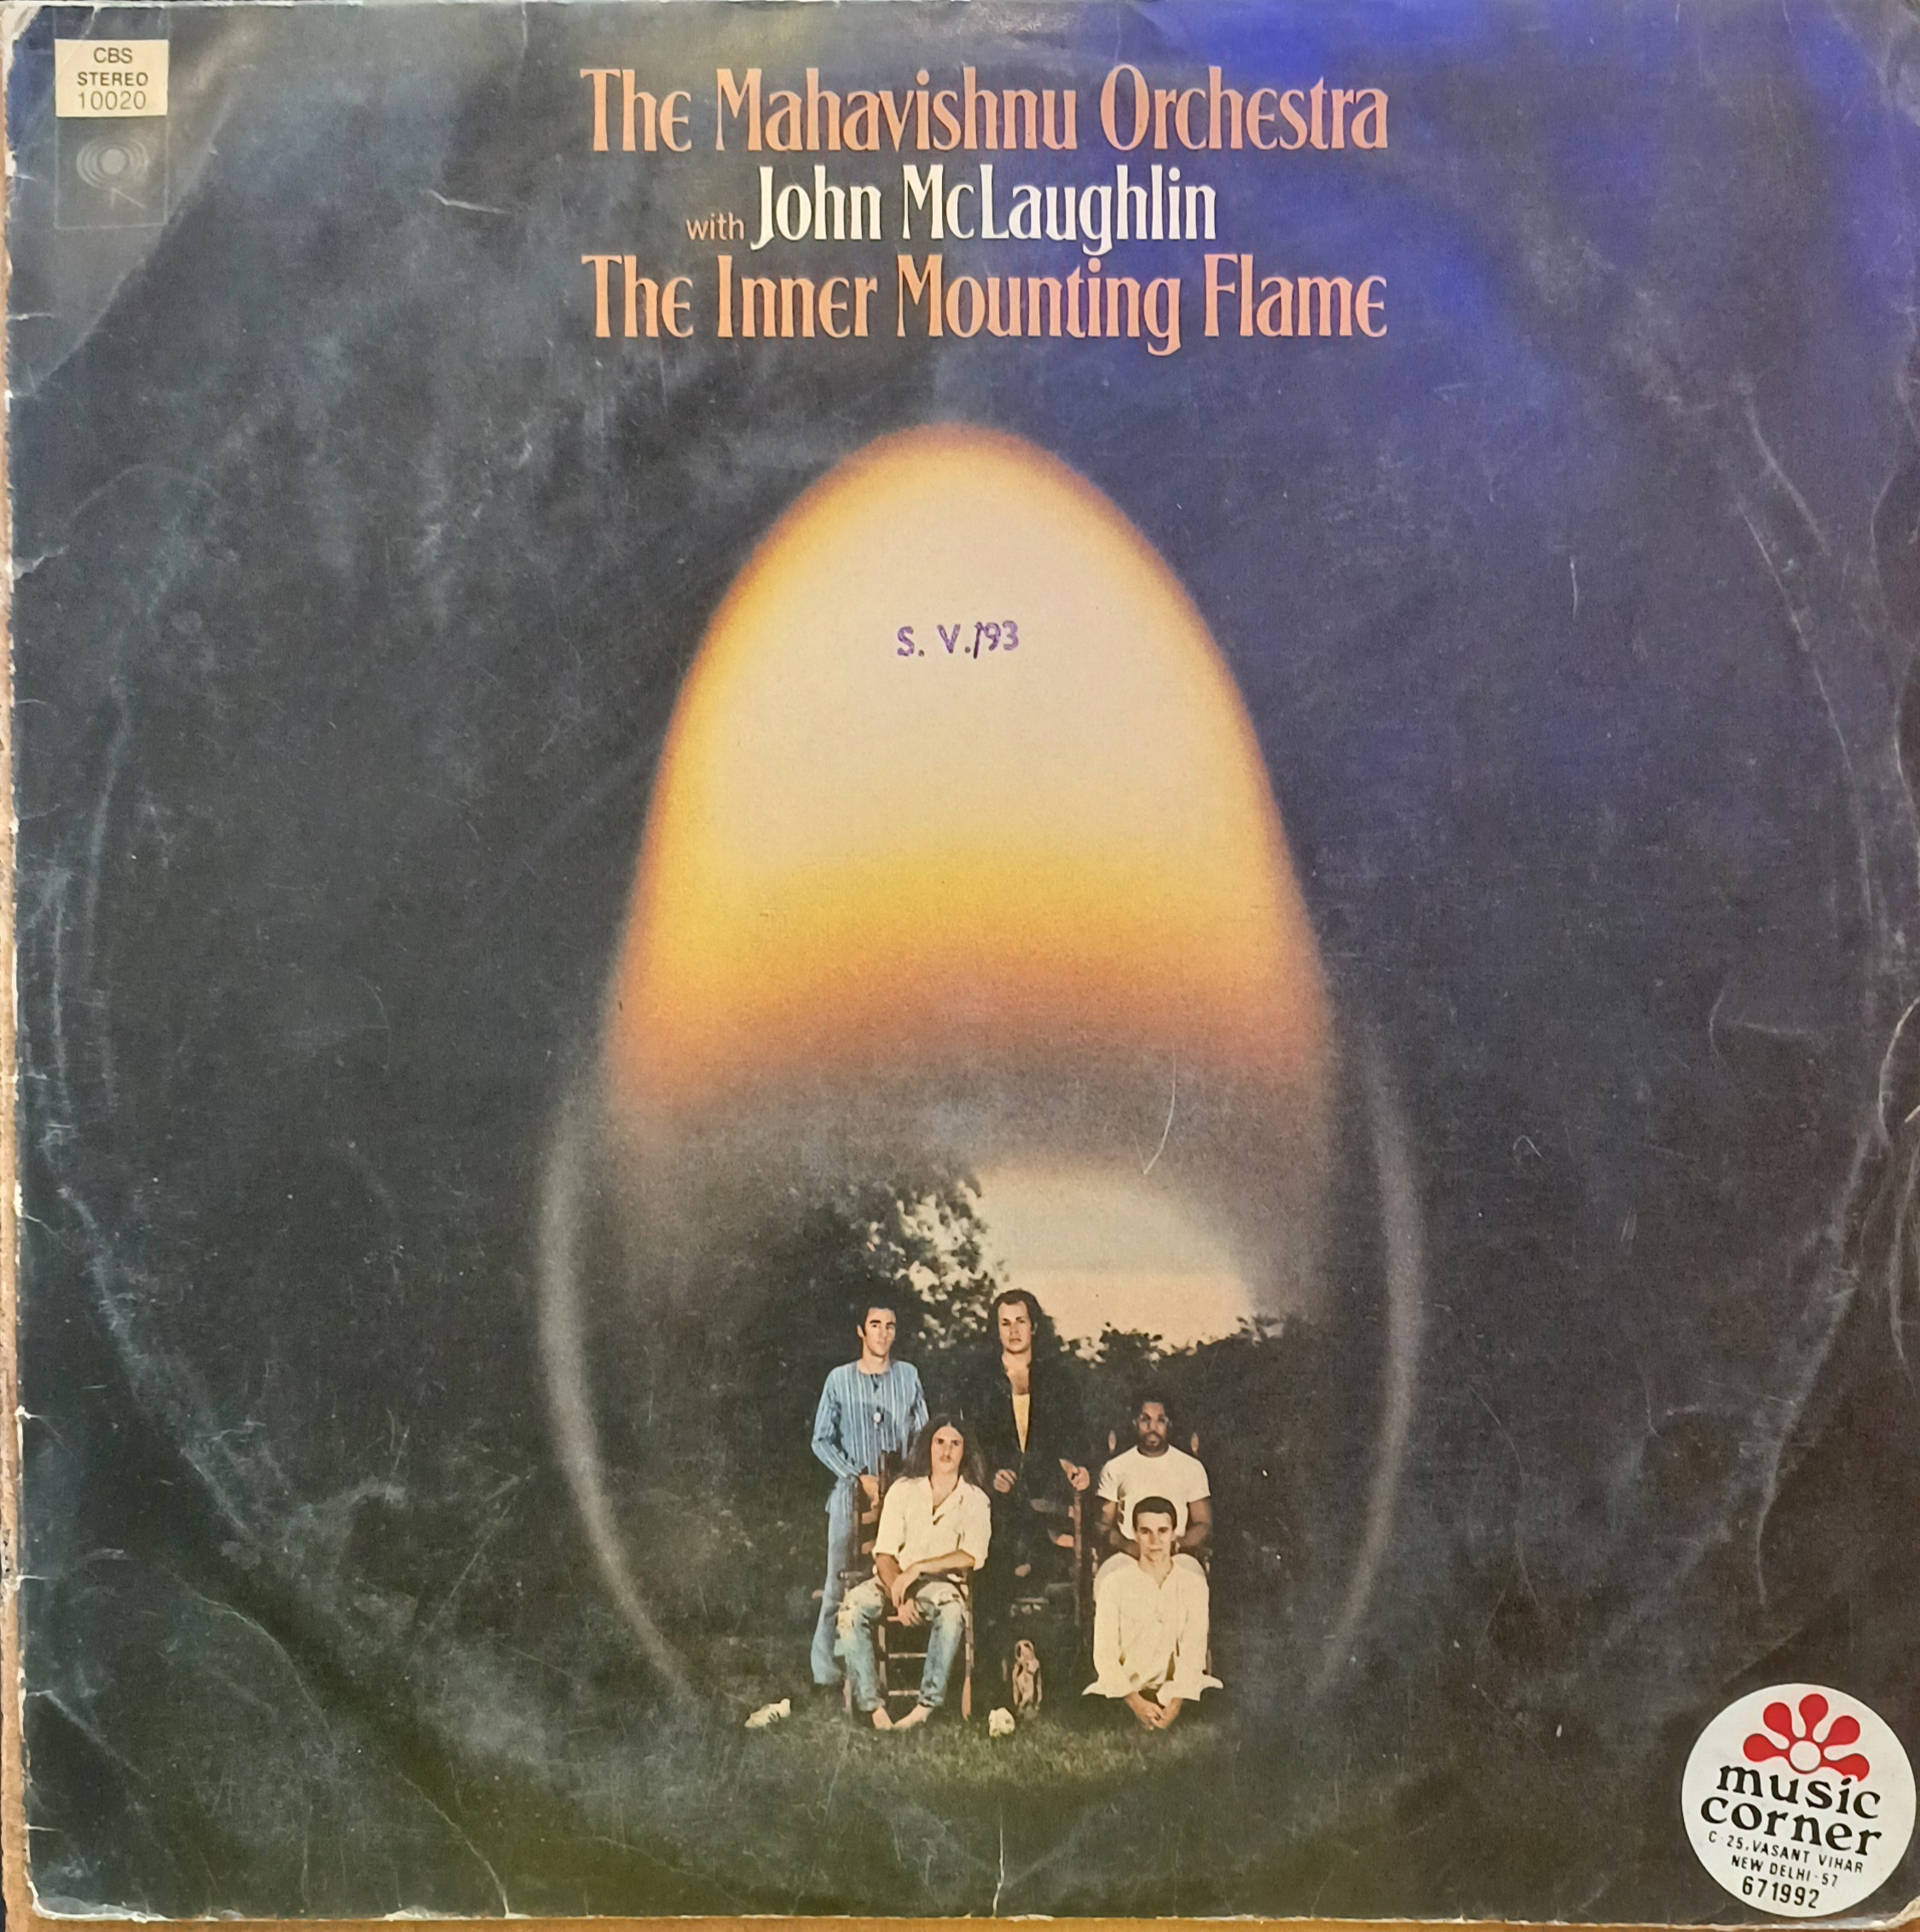 CBS
STEREO
10020
The Mahavishnu Orchestra
with John McLaughlin
The Inner Mounting Flame
S. V./93
music
corner
C-25, VASANT VIHAR
NEW DELHI-57
671992